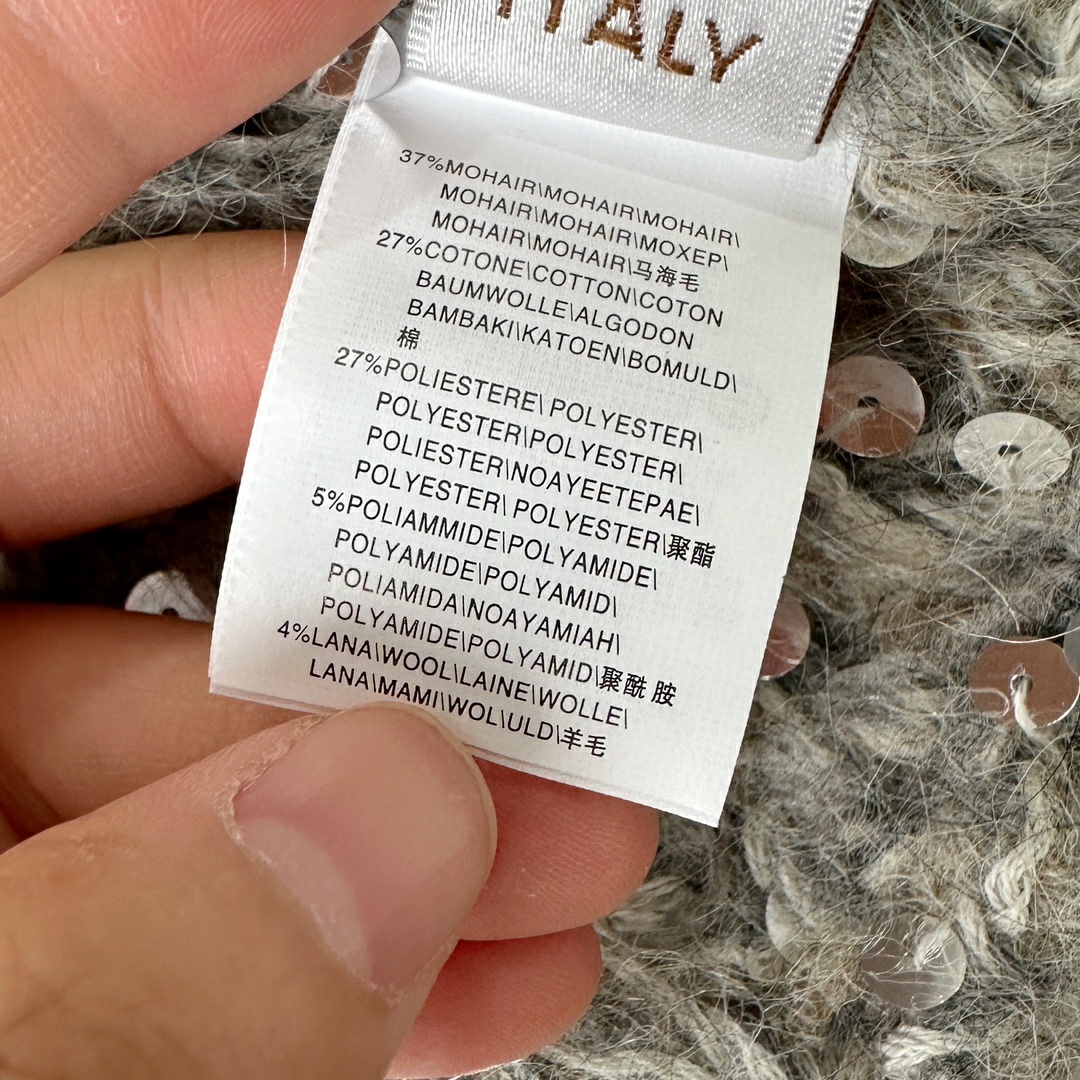 ITALY
37%MOHAIR\MOHAIR\MOHAIR\
MOHAIR\MOHAIR\MOXEP\
MOHAIR\MOHAIR\马海毛
27%COTONE\COTTON\COTON
BAUMWOLLE\ALGODON
BAMBAKI\KATOEN\BOMULD\
棉
27%POLIESTERE\ POLYESTER\
POLYESTER\POLYESTER\
POLIESTER\NOAYEETEPAE\
POLYESTER\ POLYESTER\聚酯
5%POLIAMMIDE\POLYAMIDE\
POLYAMIDE\POLYAMID\
POLIAMIDA\NOAYAMIAH\
POLYAMIDE\POLYAMID\聚酰 胺
4%LANA\WOOL\LAINE\WOLLE\
LANA\MAMI\WOL\ULD\羊毛